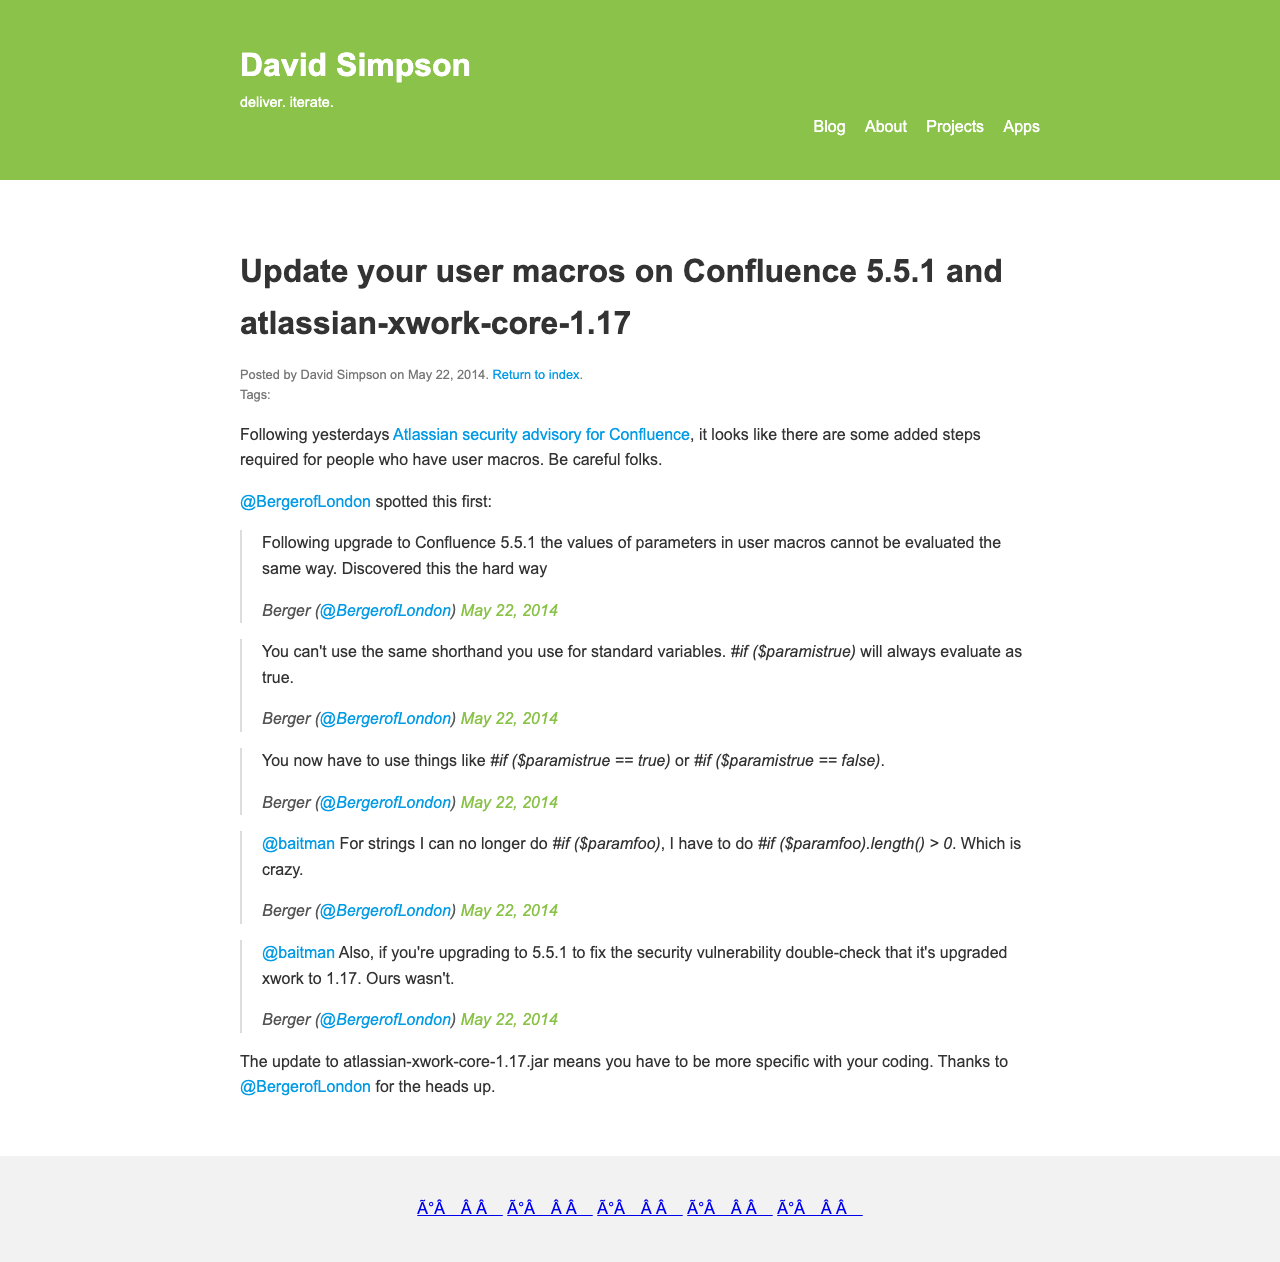 David Simpson
deliver. iterate.
Blog About Projects Apps
Update your user macros on Confluence 5.5.1 and
atlassian-xwork-core-1.17
Posted by David Simpson on May 22, 2014. Return to index.
Tags:
Following yesterdays Atlassian security advisory for Confluence, it looks like there are some added steps
required for people who have user macros. Be careful folks.
@BergerofLondon spotted this first:
Following upgrade to Confluence 5.5.1 the values of parameters in user macros cannot be evaluated the
same way. Discovered this the hard way
Berger (@BergerofLondon) May 22, 2014
You can't use the same shorthand you use for standard variables. #if ($paramistrue) will always evaluate as
true.
Berger (@BergerofLondon) May 22, 2014
You now have to use things like #if ($paramistrue == true) or #if ($paramistrue == false).
Berger (@BergerofLondon) May 22, 2014
@baitman For strings I can no longer do #if ($paramfoo), I have to do #if ($paramfoo).length() > 0. Which is
crazy.
Berger (@BergerofLondon) May 22, 2014
@baitman Also, if you're upgrading to 5.5.1 to fix the security vulnerability double-check that it's upgraded
xwork to 1.17. Ours wasn't.
Berger (@BergerofLondon) May 22, 2014
The update to atlassian-xwork-core-1.17.jar means you have to be more specific with your coding. Thanks to
@BergerofLondon for the heads up.
Ã°Â Â Â Ã°Â Â Â Ã°Â Â Â Ã°Â Â Â Ã°Â Â Â